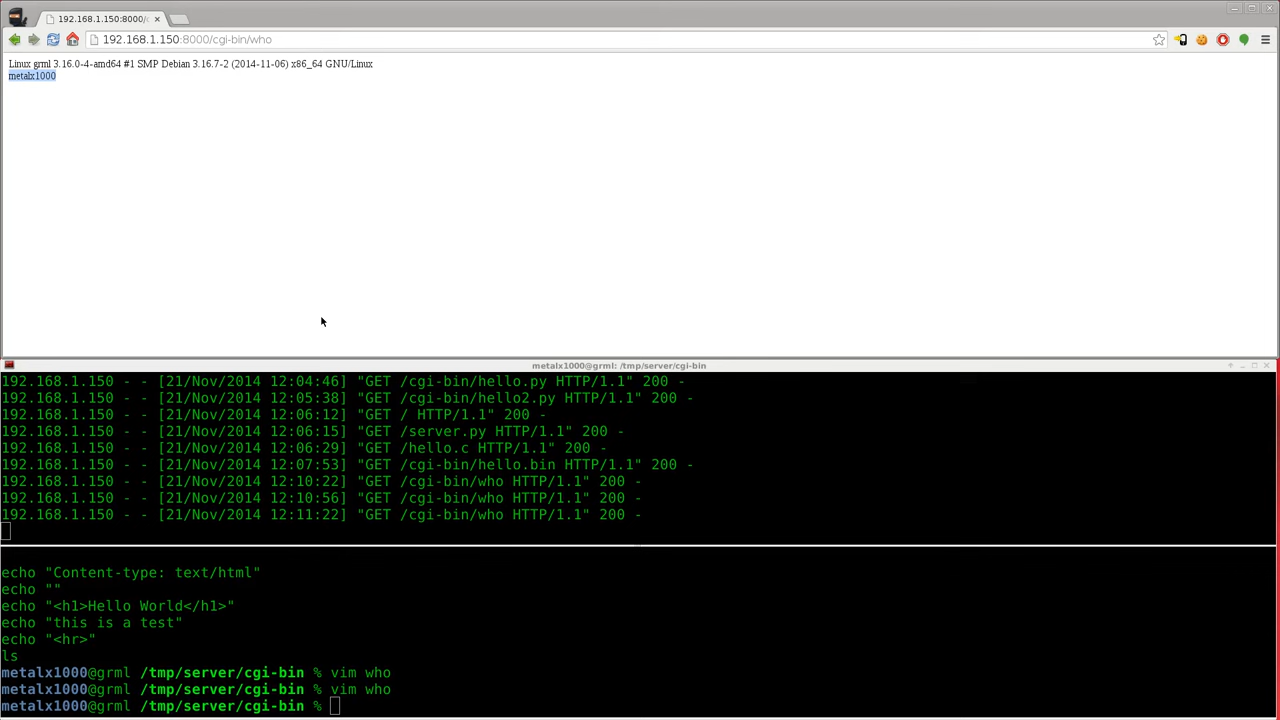 192.168.1.150:8000/c
192.168.1.150:8000/cgi-bin/who
Linux grml 3.16.0-4-amd64 #1 SMP Debian 3.16.7-2 (2014-11-06) x86_64 GNU/Linux
metalx1000
metalx1000@grml: /tmp/server/cgi-bin
192.168.1.150 - - [21/Nov/2014 12:04:46] "GET /cgi-bin/hello.py HTTP/1.1" 200 -
192.168.1.150 - - [21/Nov/2014 12:05:38] "GET /cgi-bin/hello2.py HTTP/1.1" 200 -
192.168.1.150 - - [21/Nov/2014 12:06:12] "GET / HTTP/1.1" 200 -
192.168.1.150 - - [21/Nov/2014 12:06:15] "GET /server.py HTTP/1.1" 200 -
192.168.1.150 - - [21/Nov/2014 12:06:29] "GET /hello.c HTTP/1.1" 200 -
192.168.1.150 - - [21/Nov/2014 12:07:53] "GET /cgi-bin/hello.bin HTTP/1.1" 200 -
192.168.1.150 - - [21/Nov/2014 12:10:22] "GET /cgi-bin/who HTTP/1.1" 200 -
192.168.1.150 - - [21/Nov/2014 12:10:56] "GET /cgi-bin/who HTTP/1.1" 200 -
192.168.1.150 - - [21/Nov/2014 12:11:22] "GET /cgi-bin/who HTTP/1.1" 200 -
echo "Content-type: text/html"
echo ""
echo "<h1>Hello World</h1>"
echo "this is a test"
echo "<hr>"
ls
metalx1000@grml /tmp/server/cgi-bin % vim who
metalx1000@grml /tmp/server/cgi-bin % vim who
metalx1000@grml /tmp/server/cgi-bin %